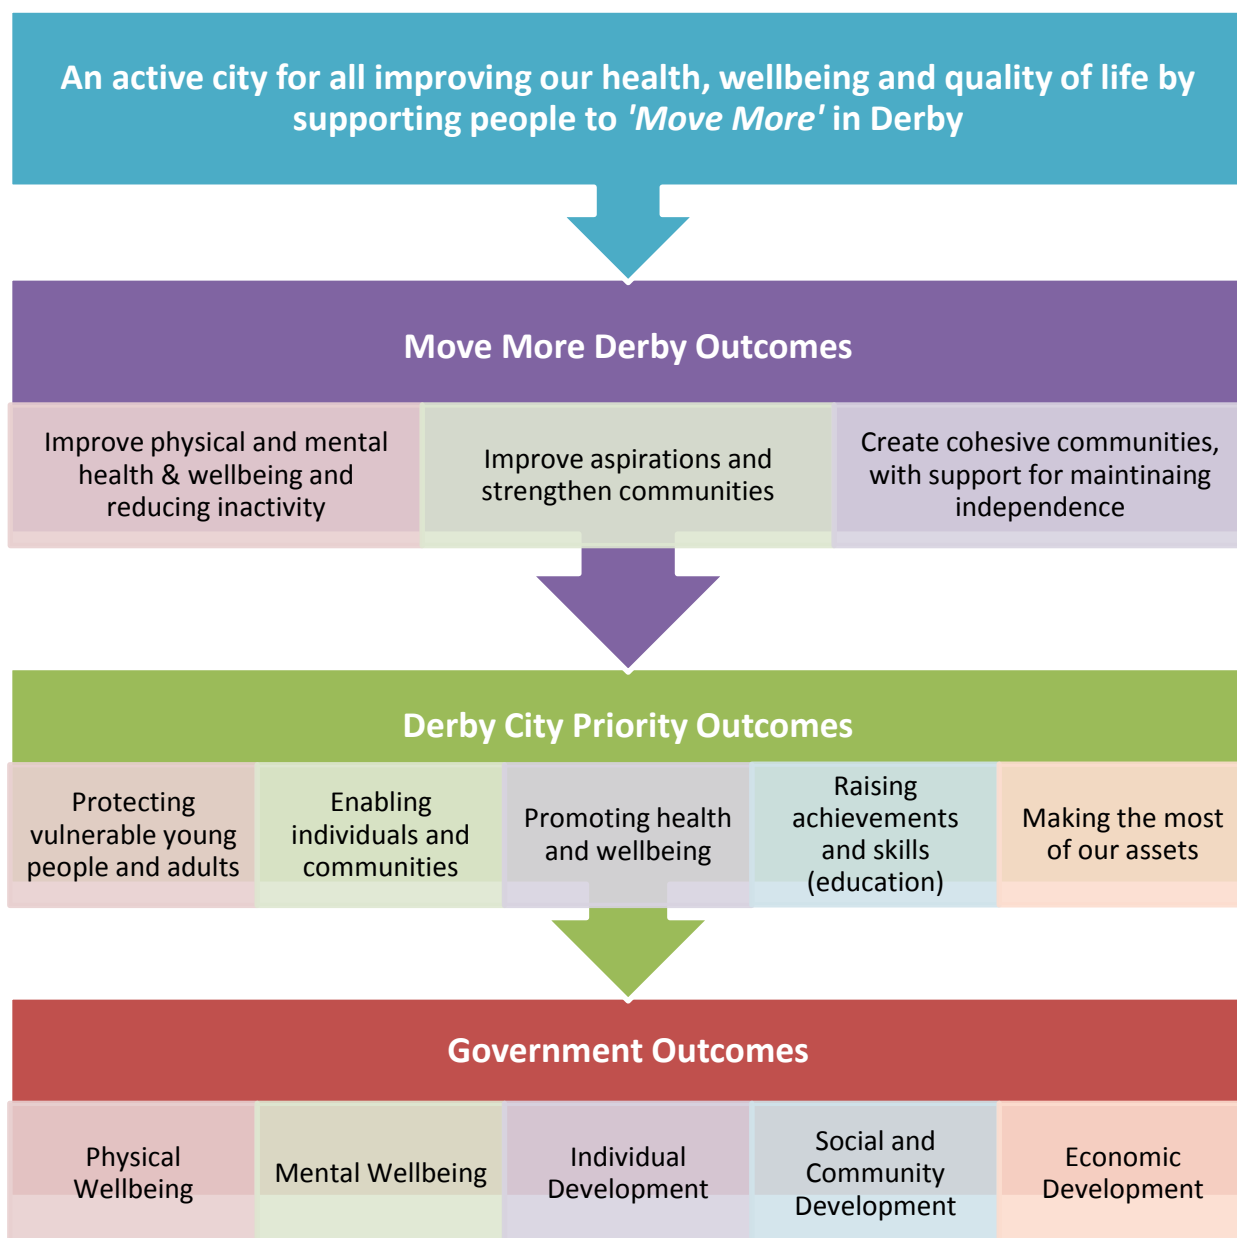 An active city for all improving our health, wellbeing and quality of life by
supporting people to 'Move More' in Derby
Move More Derby Outcomes
Improve physical and mental
health & wellbeing and
reducing inactivity
Improve aspirations and
strengthen communities
Create cohesive communities,
with support for maintinaing
independence
Derby City Priority Outcomes
Protecting
vulnerable young
people and adults
Enabling
individuals and
communities
Promoting health
and wellbeing
Raising
achievements
and skills
(education)
Making the most
of our assets
Government Outcomes
Physical
Wellbeing
Mental Wellbeing
Individual
Development
Social and
Community
Development
Economic
Development